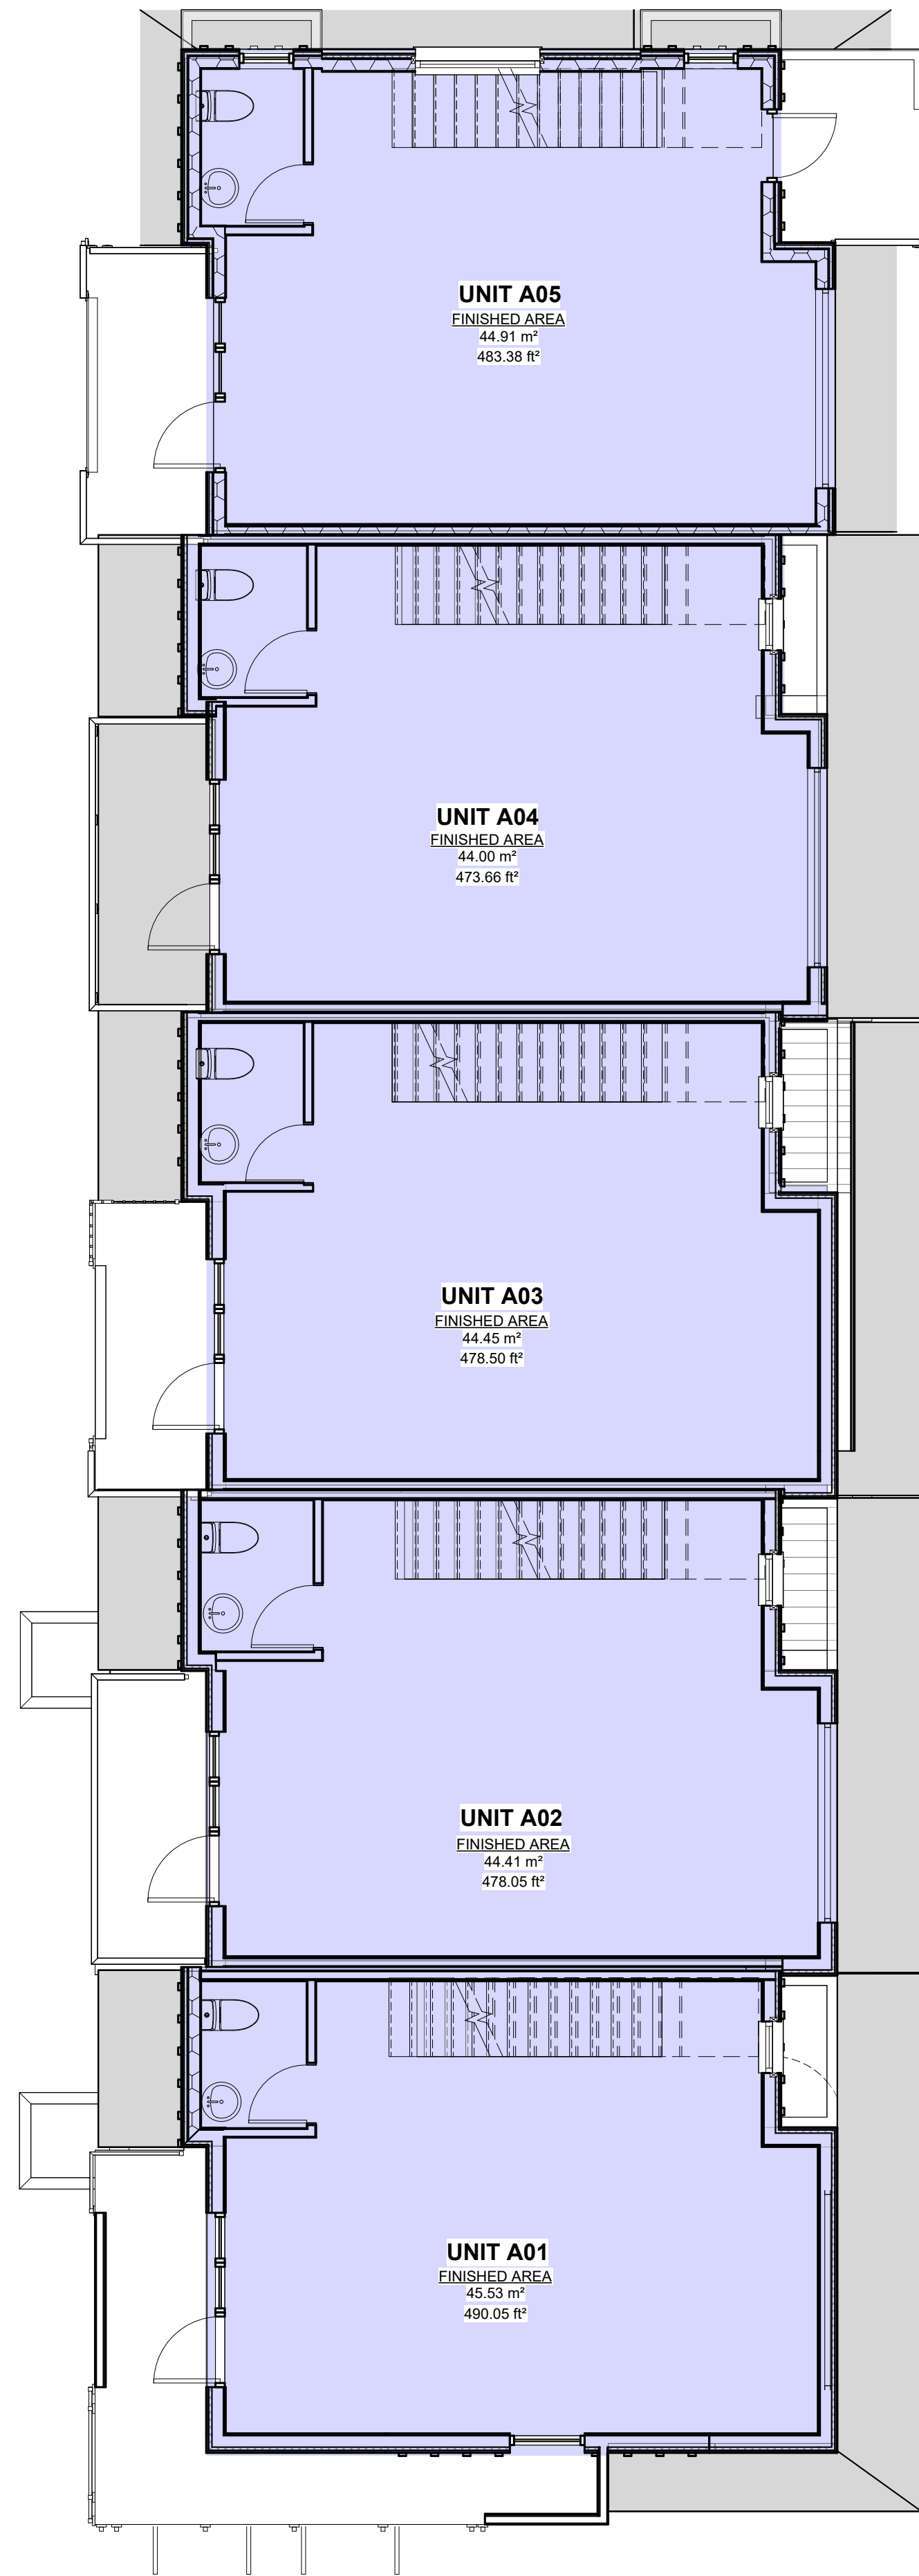 UNIT A05
FINISHED AREA
44.91 m²
483.38 ft²
UNIT A04
FINISHED AREA
44.00 m²
473.66 ft²
UNIT A03
FINISHED AREA
44.45 m²
478.50 ft²
UNIT A02
FINISHED AREA
44.41 m²
478.05 ft²
UNIT A01
FINISHED AREA
45.53 m²
490.05 ft²